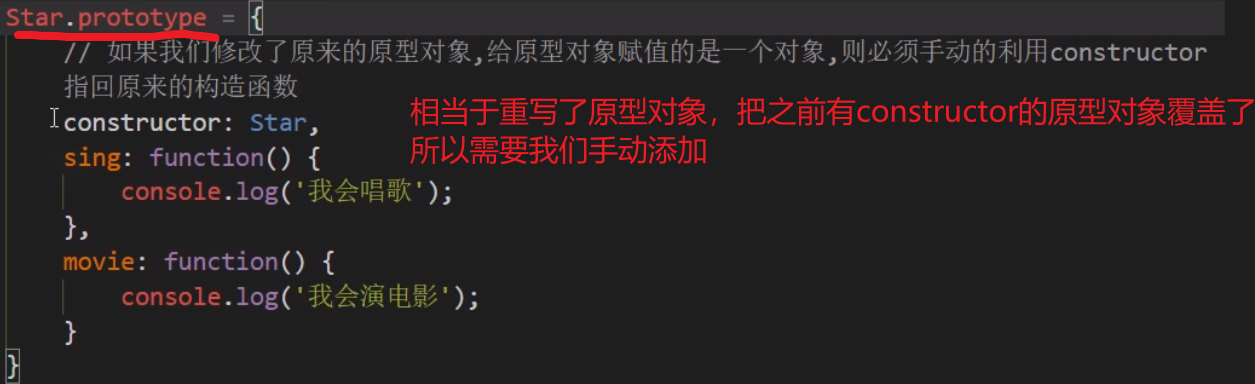 Star.prototype = {
// 如果我们修改了原来的原型对象,给原型对象赋值的是一个对象,则必须手动的利用constructor
指回原来的构造函数
相当于重写了原型对象，把之前有constructor的原型对象覆盖了
constructor: Star,
所以需要我们手动添加
sing: function() {
console.log('我会唱歌');
},
movie: function() {
console.log('我会演电影');
}
}